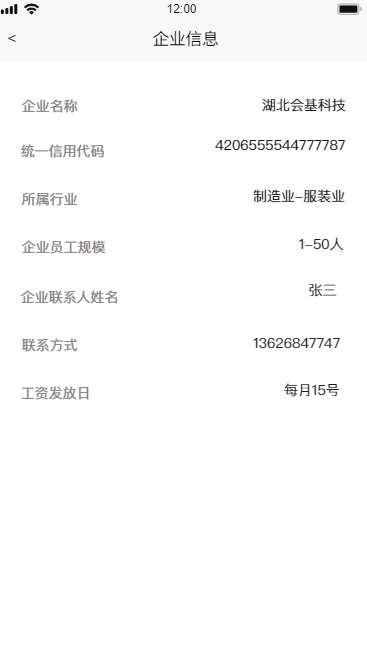 12:00
<
企业信息
企业名称 湖北会基科技
统一信用代码 4206555544777787
所属行业 制造业-服装业
企业员工规模 1-50人
企业联系人姓名 张三
联系方式 13626847747
工资发放日 每月15号